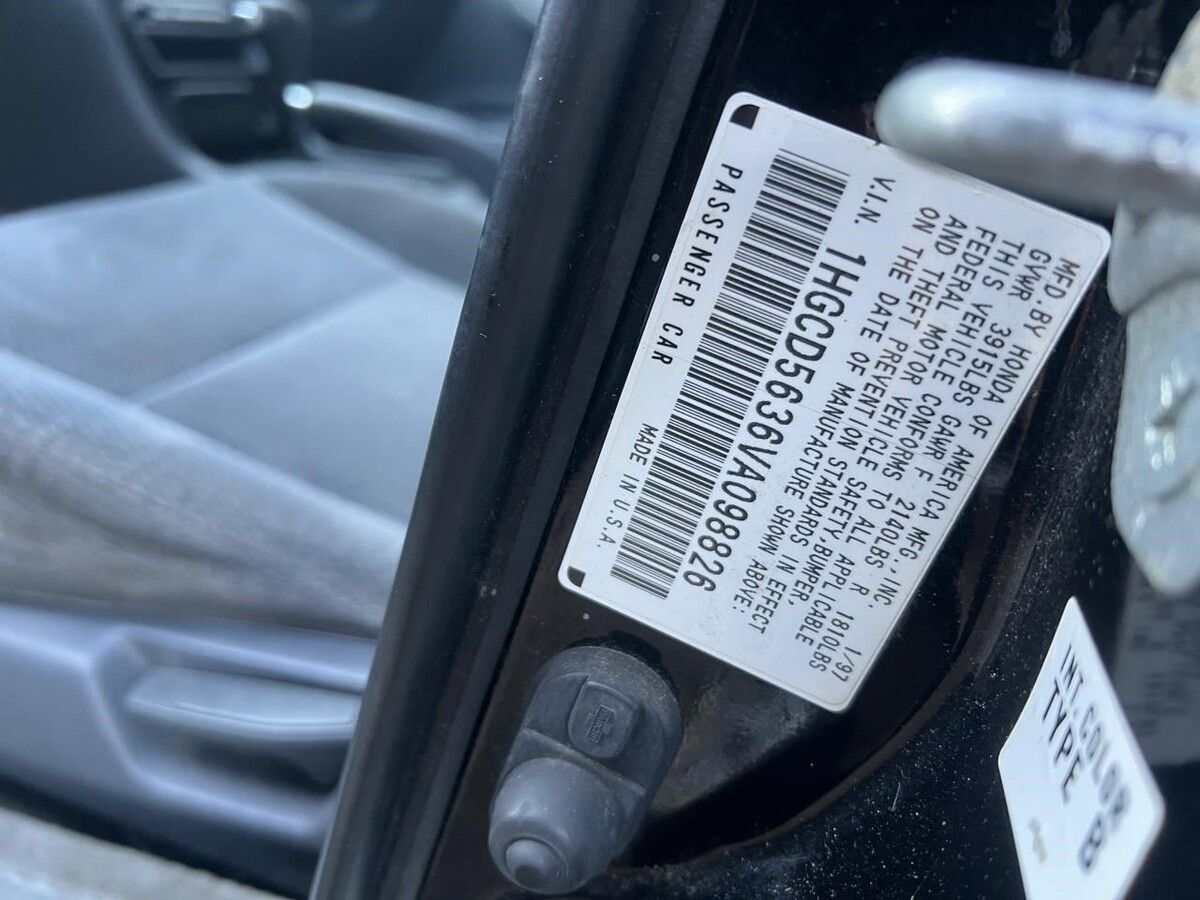 MFD. BY HONDA OF AMERICA MFG., INC. 1/97
GVWR 3915LBS GAWR F 2140LBS R 1810LBS
THIS VEHICLE CONFORMS TO ALL APPLICABLE
FEDERAL MOTOR VEHICLE SAFETY, BUMPER,
AND THEFT PREVENTION STANDARDS IN EFFECT
ON THE DATE OF MANUFACTURE SHOWN ABOVE:
V.I.N. 1HGCD5636VA098826
PASSENGER CAR MADE IN U.S.A.
INT. COLOR
TYPE B